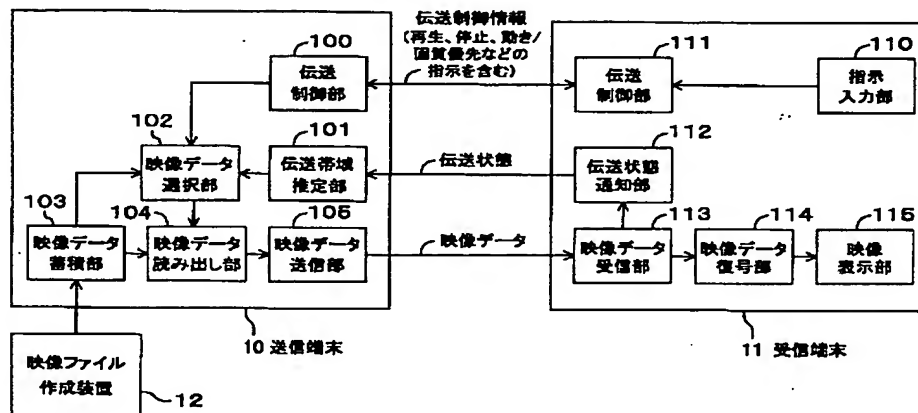 伝送制御情報
(再生、停止、動き/
画質優先などの
指示を含む)
100
伝送
制御部
111
伝送
制御部
110
指示
入力部
102
映像データ
選択部
101
伝送帯域
推定部
伝送状態
112
伝送状態
通知部
103
映像データ
蓄積部
104
映像データ
読み出し部
105
映像データ
送信部
映像データ
113
映像データ
受信部
114
映像データ
復号部
115
映像
表示部
10 送信端末
11 受信端末
映像ファイル
作成装置
12